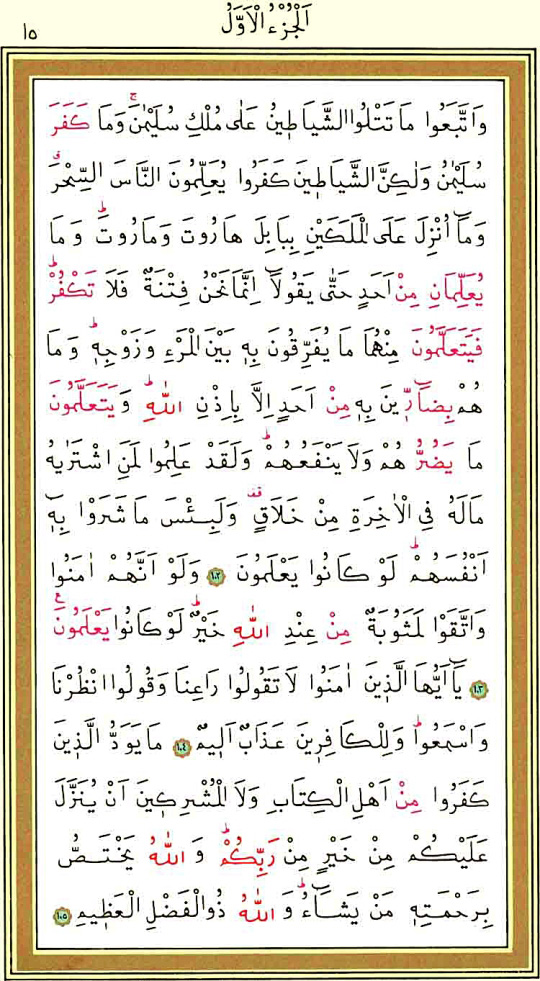 اَلْجُزْءُ الْاَوَّلُ
١٥
وَاتَّبَعُوا مَا تَتْلُوا الشَّيَاطٖينُ عَلٰى مُلْكِ سُلَيْمٰنَۚ وَمَا كَفَرَ
سُلَيْمٰنُ وَلٰكِنَّ الشَّيَاطٖينَ كَفَرُوا يُعَلِّمُونَ النَّاسَ السِّحْرَۗ
وَمَٓا اُنْزِلَ عَلَى الْمَلَكَيْنِ بِبَابِلَ هَارُوتَ وَمَارُوتَۜ وَمَا
يُعَلِّمَانِ مِنْ اَحَدٍ حَتّٰى يَقُولَٓا اِنَّمَا نَحْنُ فِتْنَةٌ فَلَا تَكْفُرْۜ
فَيَتَعَلَّمُونَ مِنْهُمَا مَا يُفَرِّقُونَ بِهٖ بَيْنَ الْمَرْءِ وَزَوْجِهٖۜ وَمَا
هُمْ بِضَٓارّٖينَ بِهٖ مِنْ اَحَدٍ اِلَّا بِاِذْنِ اللّٰهِۜ وَيَتَعَلَّمُونَ
مَا يَضُرُّهُمْ وَلَا يَنْفَعُهُمْۜ وَلَقَدْ عَلِمُوا لَمَنِ اشْتَرٰيهُ
مَالَهُ فِى الْاٰخِرَةِ مِنْ خَلَاقٍۛ وَلَبِئْسَ مَا شَرَوْا بِهٖٓ
اَنْفُسَهُمْۜ لَوْ كَانُوا يَعْلَمُونَ ١٠٢ وَلَوْ اَنَّهُمْ اٰمَنُوا
وَاتَّقَوْا لَمَثُوبَةٌ مِنْ عِنْدِ اللّٰهِ خَيْرٌۜ لَوْ كَانُوا يَعْلَمُونَ
١٠٣ يَٓا اَيُّهَا الَّذٖينَ اٰمَنُوا لَا تَقُولُوا رَاعِنَا وَقُولُوا انْظُرْنَا
وَاسْمَعُواۜ وَلِلْكَافِرٖينَ عَذَابٌ اَلٖيمٌ ١٠٤ مَا يَوَدُّ الَّذٖينَ
كَفَرُوا مِنْ اَهْلِ الْكِتَابِ وَلَا الْمُشْرِكٖينَ اَنْ يُنَزَّلَ
عَلَيْكُمْ مِنْ خَيْرٍ مِنْ رَبِّكُمْۜ وَاللّٰهُ يَخْتَصُّ
بِرَحْمَتِهٖ مَنْ يَشَٓاءُۜ وَاللّٰهُ ذُو الْفَضْلِ الْعَظٖيمِ ١٠٥